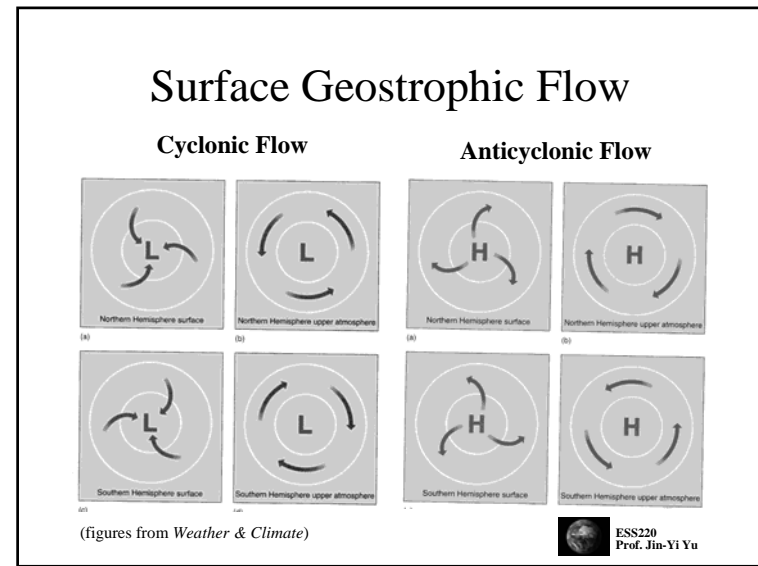 Surface Geostrophic Flow
Cyclonic Flow
Anticyclonic Flow
L
Northern Hemisphere surface
(a)
L
Northern Hemisphere upper atmosphere
(b)
H
Northern Hemisphere surface
(a)
H
Northern Hemisphere upper atmosphere
(b)
L
Southern Hemisphere surface
(c)
L
Southern Hemisphere upper atmosphere
H
Southern Hemisphere surface
H
Southern Hemisphere upper atmosphere
(figures from Weather & Climate)
ESS220
Prof. Jin-Yi Yu